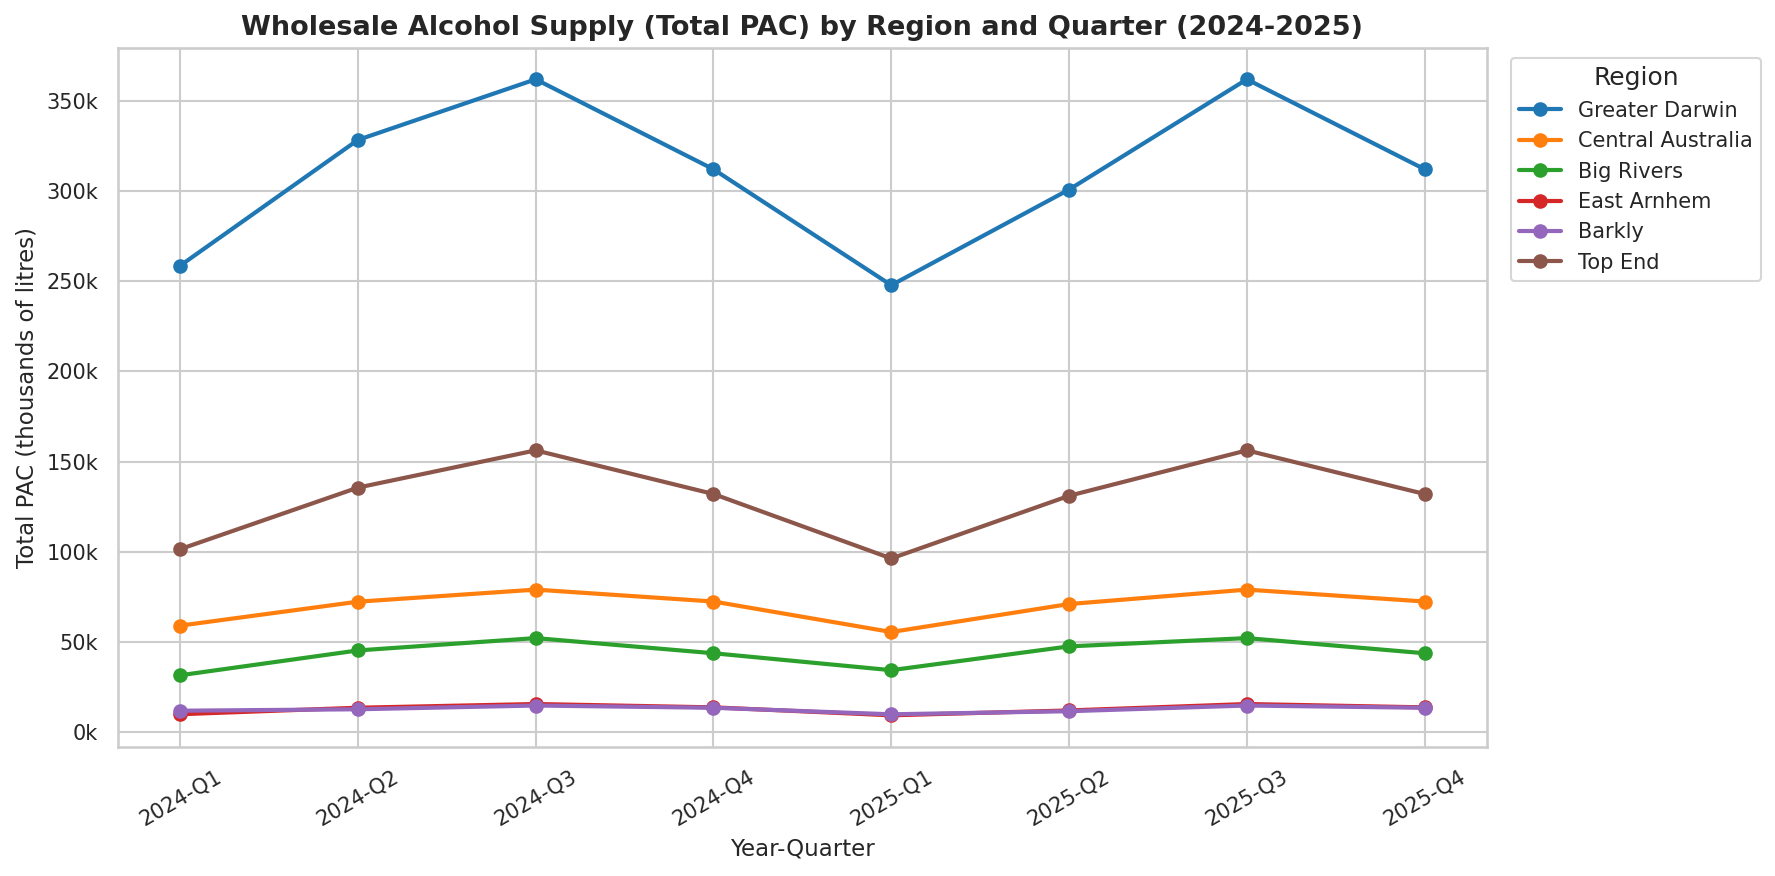 Wholesale Alcohol Supply (Total PAC) by Region and Quarter (2024-2025)
Total PAC (thousands of litres)
350k
300k
250k
200k
150k
100k
50k
0k
2024-Q1
2024-Q2
2024-Q3
2024-Q4
2025-Q1
2025-Q2
2025-Q3
2025-Q4
Year-Quarter
Region
Greater Darwin
Central Australia
Big Rivers
East Arnhem
Barkly
Top End